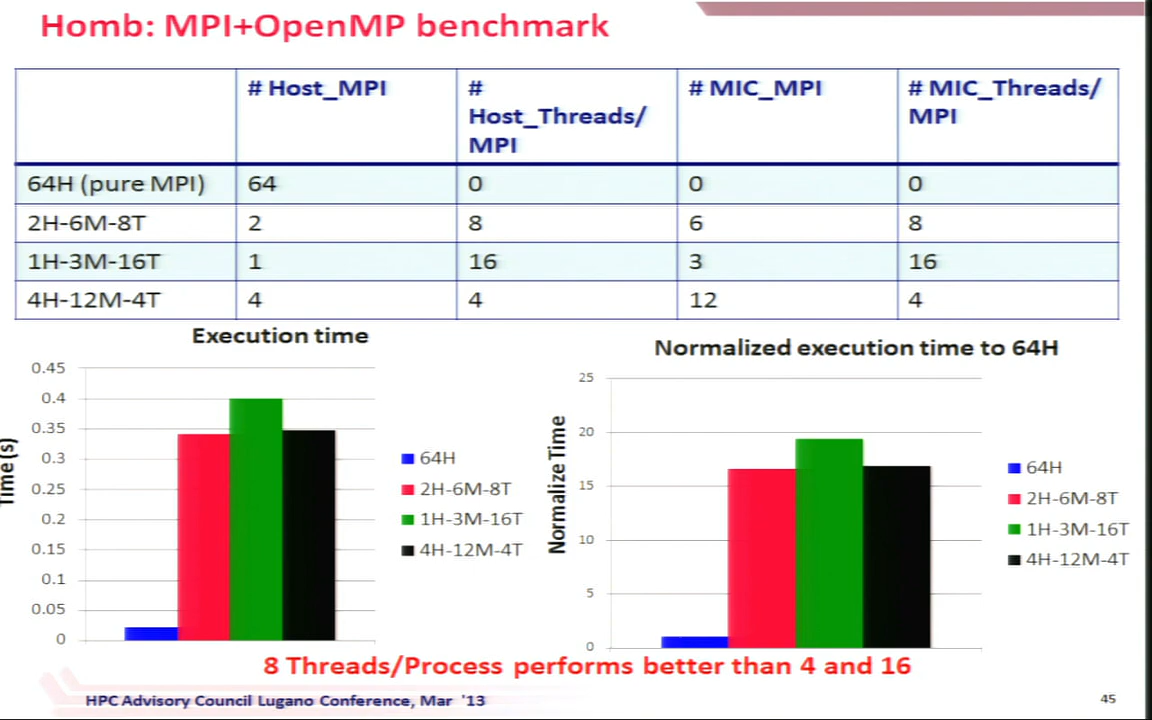 Homb: MPI+OpenMP benchmark
# Host_MPI
#
Host_Threads/
MPI
# MIC_MPI
# MIC_Threads/
MPI
64H (pure MPI) 64 0 0 0
2H-6M-8T 2 8 6 8
1H-3M-16T 1 16 3 16
4H-12M-4T 4 4 12 4
Execution time
Time (s)
0.45
0.4
0.35
0.3
0.25
0.2
0.15
0.1
0.05
0
64H
2H-6M-8T
1H-3M-16T
4H-12M-4T
Normalized execution time to 64H
Normalize Time
25
20
15
10
5
0
64H
2H-6M-8T
1H-3M-16T
4H-12M-4T
8 Threads/Process performs better than 4 and 16
HPC Advisory Council Lugano Conference, Mar '13
45